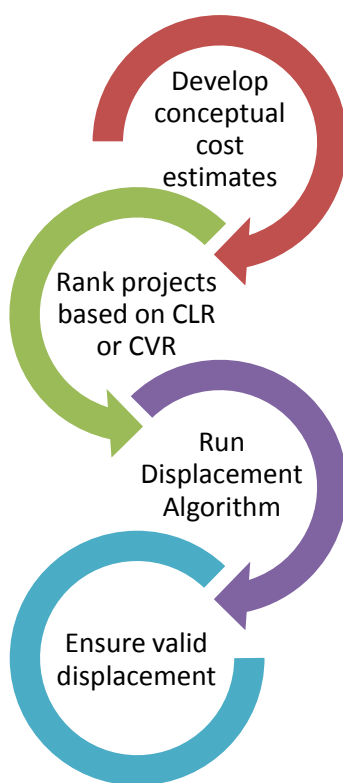 Develop
conceptual
cost
estimates
Rank projects
based on CLR
or CVR
Run
Displacement
Algorithm
Ensure valid
displacement